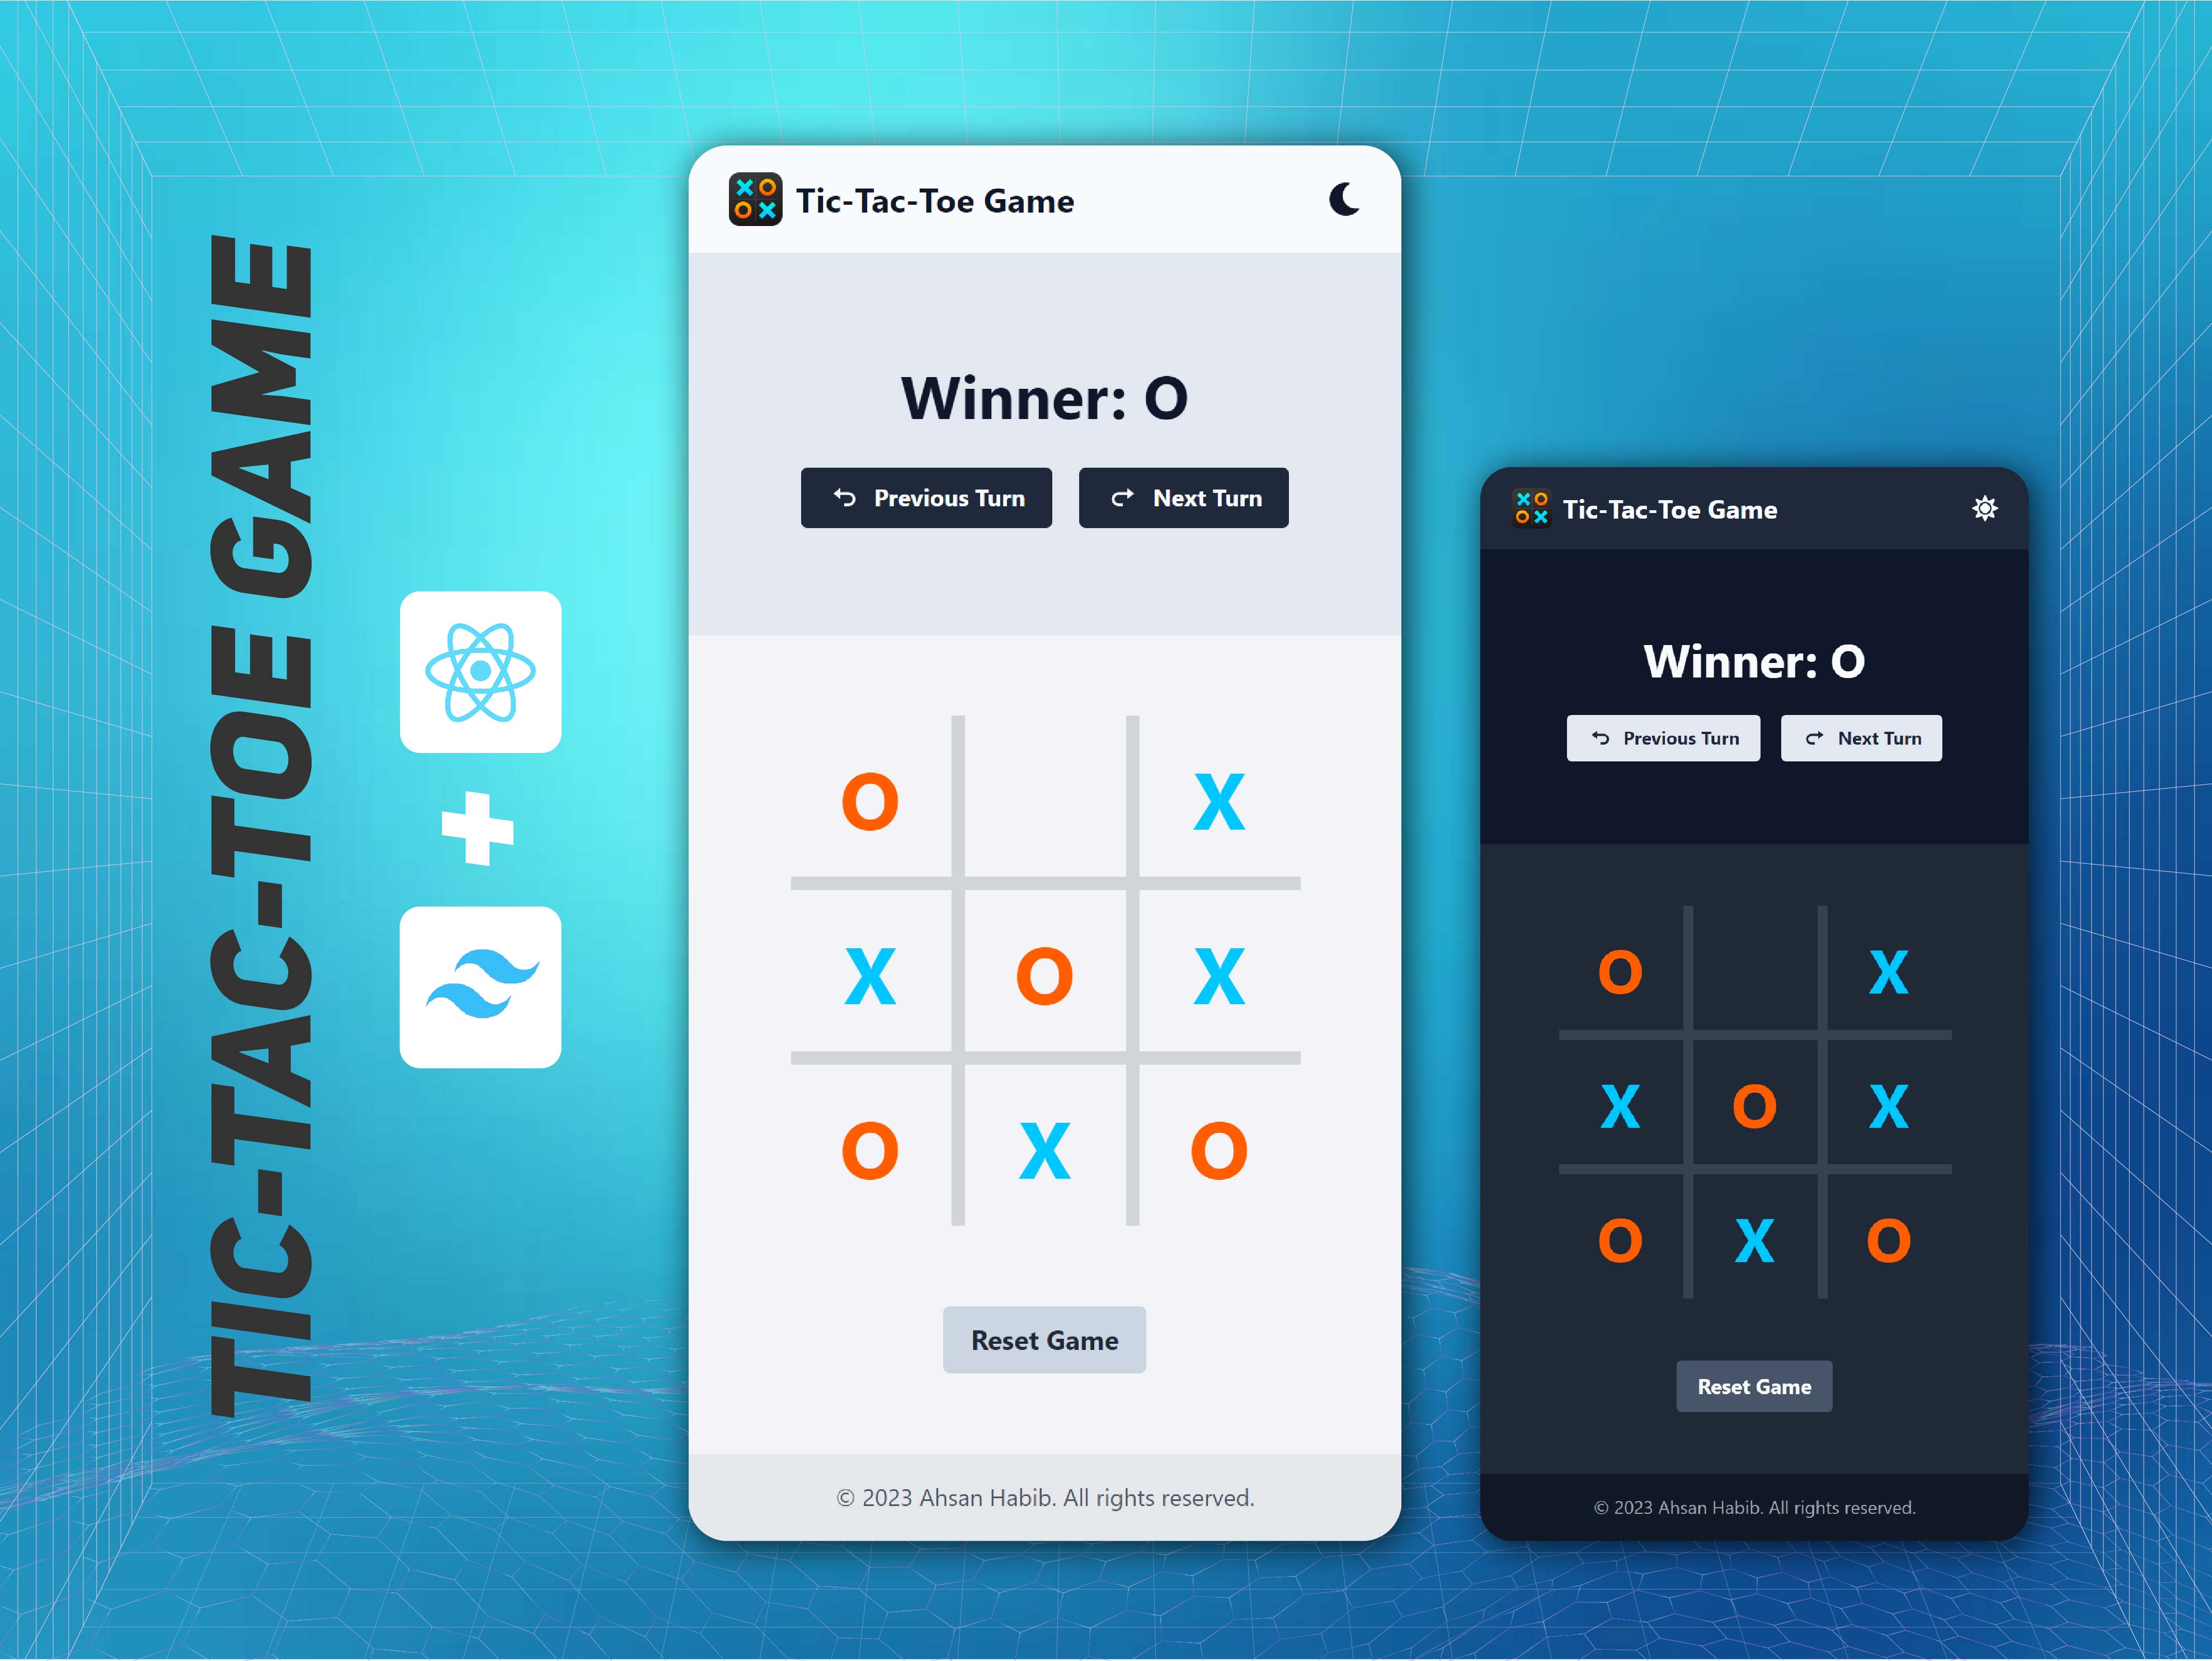 TIC-TAC-TOE GAME
Tic-Tac-Toe Game
Winner: O
Previous Turn
Next Turn
O X
X O X
O X O
Reset Game
© 2023 Ahsan Habib. All rights reserved.
Tic-Tac-Toe Game
Winner: O
Previous Turn
Next Turn
O X
X O X
O X O
Reset Game
© 2023 Ahsan Habib. All rights reserved.